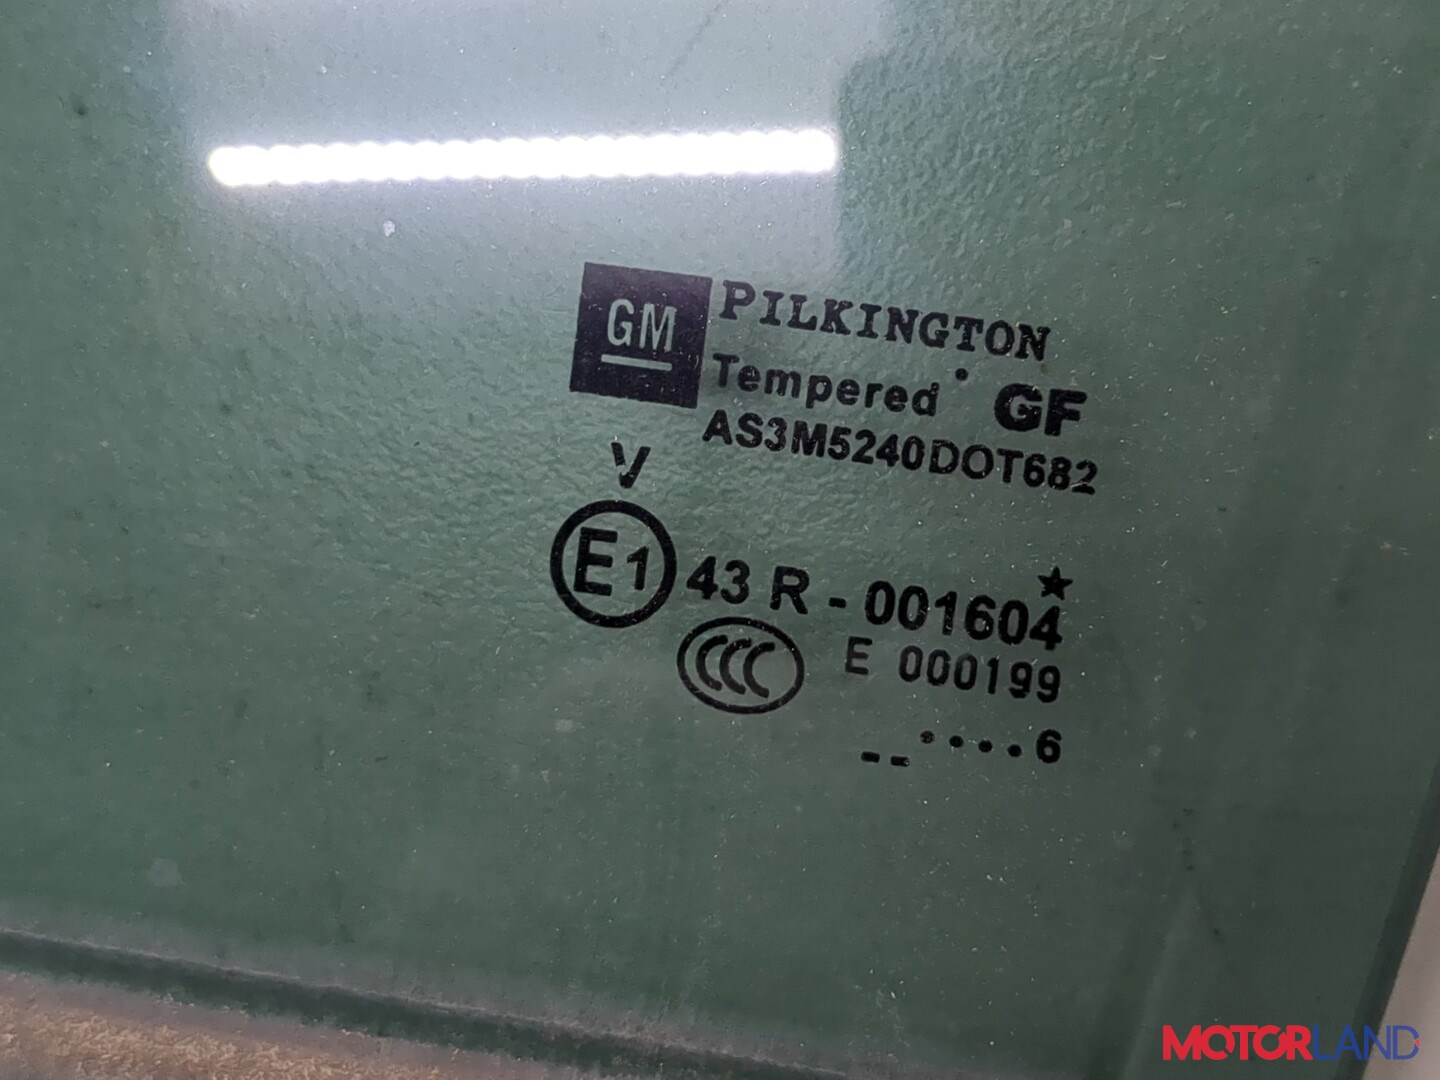 GM
PILKINGTON
Tempered GF
AS3M5240DOT682
V
E1 43 R - 001604
CCC E 000199
-- ····6
MOTORLAND